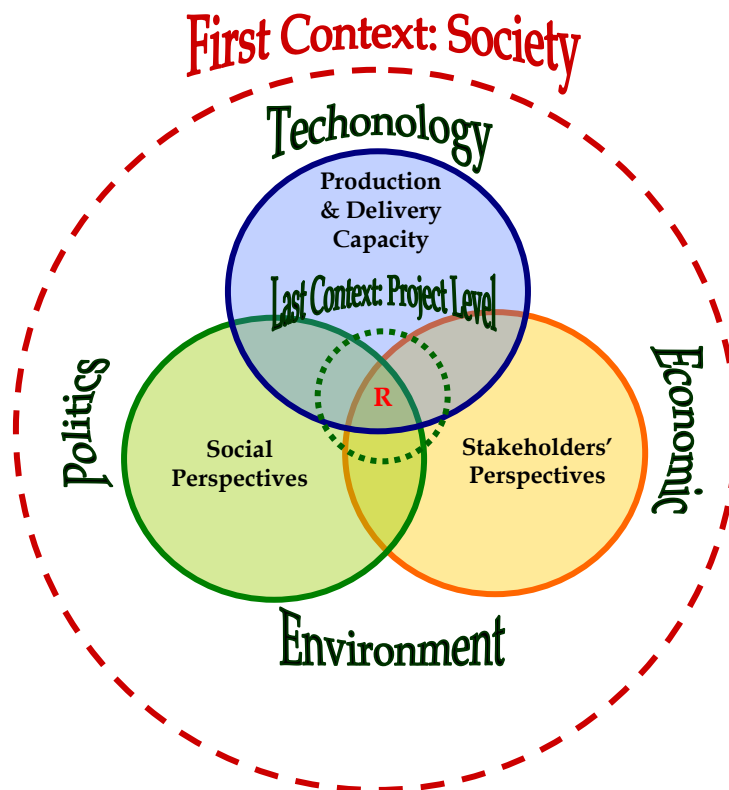 First Context: Society
Techonology
Production
& Delivery
Capacity
Last Context: Project Level
Politics
Economic
R
Social
Perspectives
Stakeholders’
Perspectives
Environment